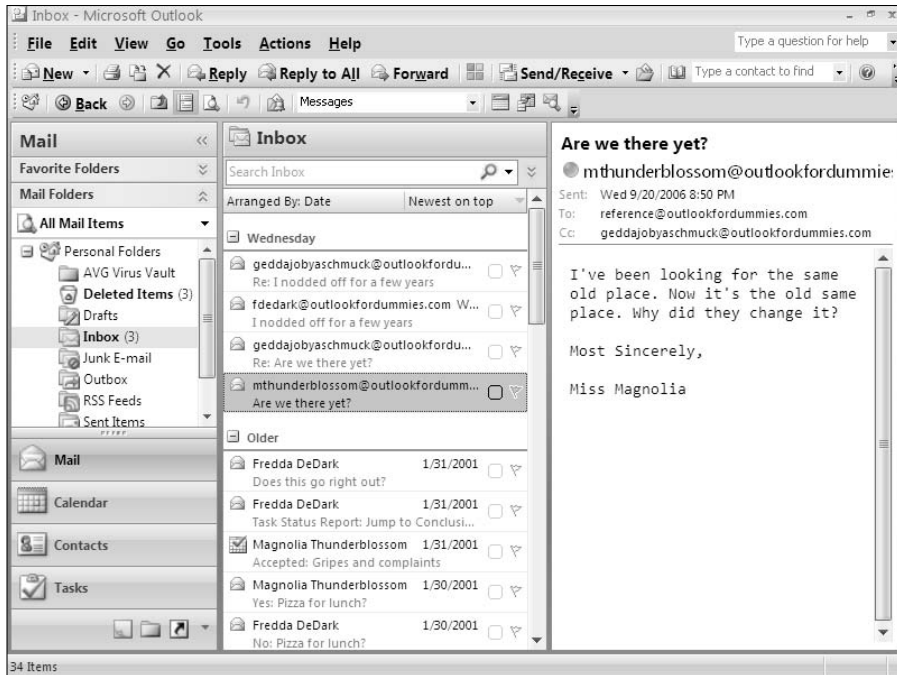 Inbox - Microsoft Outlook
File Edit View Go Tools Actions Help
Type a question for help
New Reply Reply to All Forward Send/Receive Type a contact to find
Back Messages
Mail
Favorite Folders
Mail Folders
All Mail Items
Personal Folders
AVG Virus Vault
Deleted Items (3)
Drafts
Inbox (3)
Junk E-mail
Outbox
RSS Feeds
Sent Items
Mail
Calendar
Contacts
Tasks
Inbox
Search Inbox
Arranged By: Date Newest on top
Wednesday
geddajobyaschmuck@outlookfordu...
Re: I nodded off for a few years
fdedark@outlookfordummies.com W...
I nodded off for a few years
geddajobyaschmuck@outlookfordu...
Re: Are we there yet?
mthunderblossom@outlookfordumm...
Are we there yet?
Older
Fredda DeDark 1/31/2001
Does this go right out?
Fredda DeDark 1/31/2001
Task Status Report: Jump to Conclusi...
Magnolia Thunderblossom 1/31/2001
Accepted: Gripes and complaints
Magnolia Thunderblossom 1/30/2001
Yes: Pizza for lunch?
Fredda DeDark 1/30/2001
No: Pizza for lunch?
Are we there yet?
mthunderblossom@outlookfordummie
Sent: Wed 9/20/2006 8:50 PM
To: reference@outlookfordummies.com
Cc: geddajobyaschmuck@outlookfordummies.com
I've been looking for the same
old place. Now it's the old same
place. Why did they change it?
Most Sincerely,
Miss Magnolia
34 Items